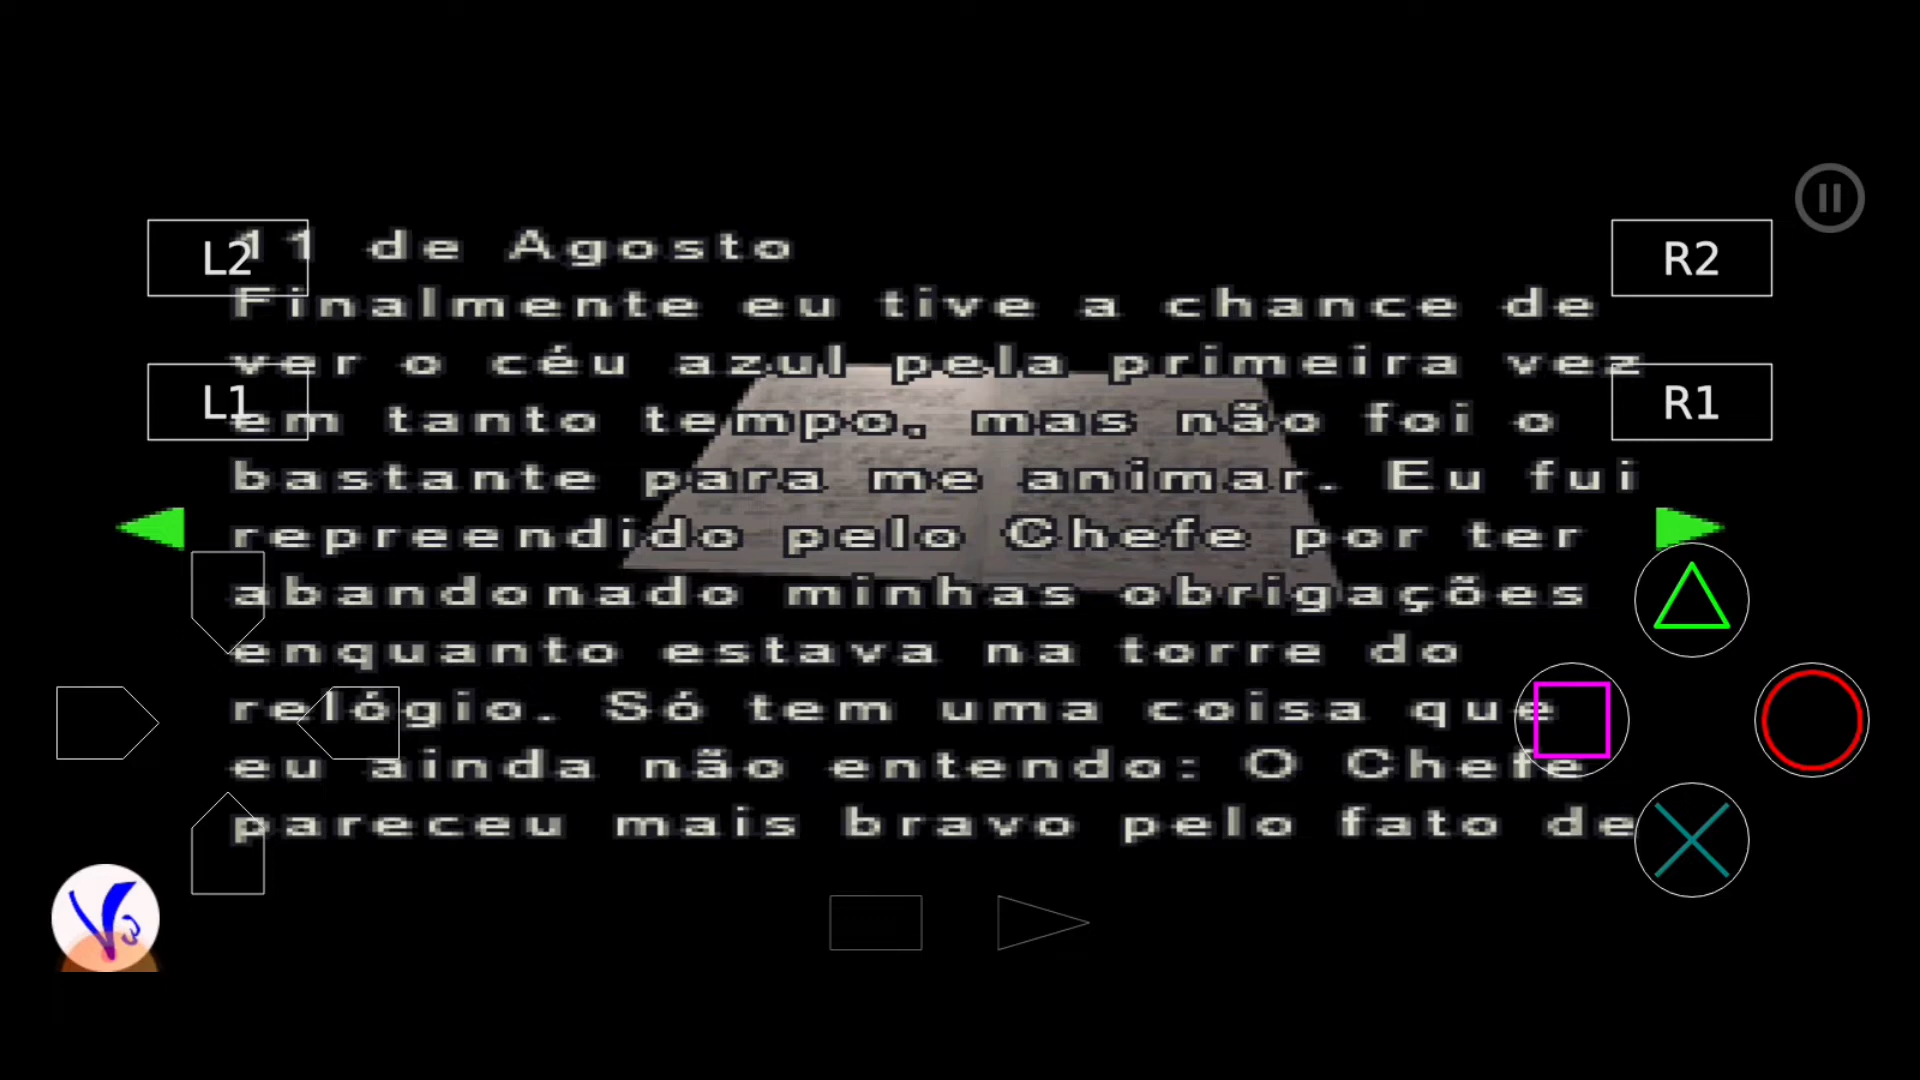 11 de Agosto
Finalmente eu tive a chance de
ver o céu azul pela primeira vez
em tanto tempo, mas não foi o
bastante para me animar. Eu fui
repreendido pelo Chefe por ter
abandonado minhas obrigações
enquanto estava na torre do
relógio. Só tem uma coisa que
eu ainda não entendo: O Chefe
pareceu mais bravo pelo fato de
L2
L1
R2
R1
V3